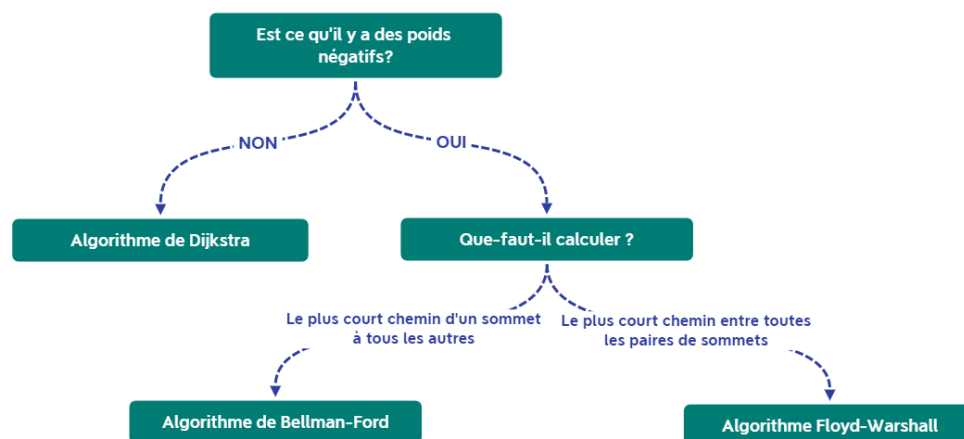 Est ce qu'il y a des poids
négatifs?
NON
OUI
Algorithme de Dijkstra
Que-faut-il calculer ?
Le plus court chemin d'un sommet
à tous les autres
Le plus court chemin entre toutes
les paires de sommets
Algorithme de Bellman-Ford
Algorithme Floyd-Warshall